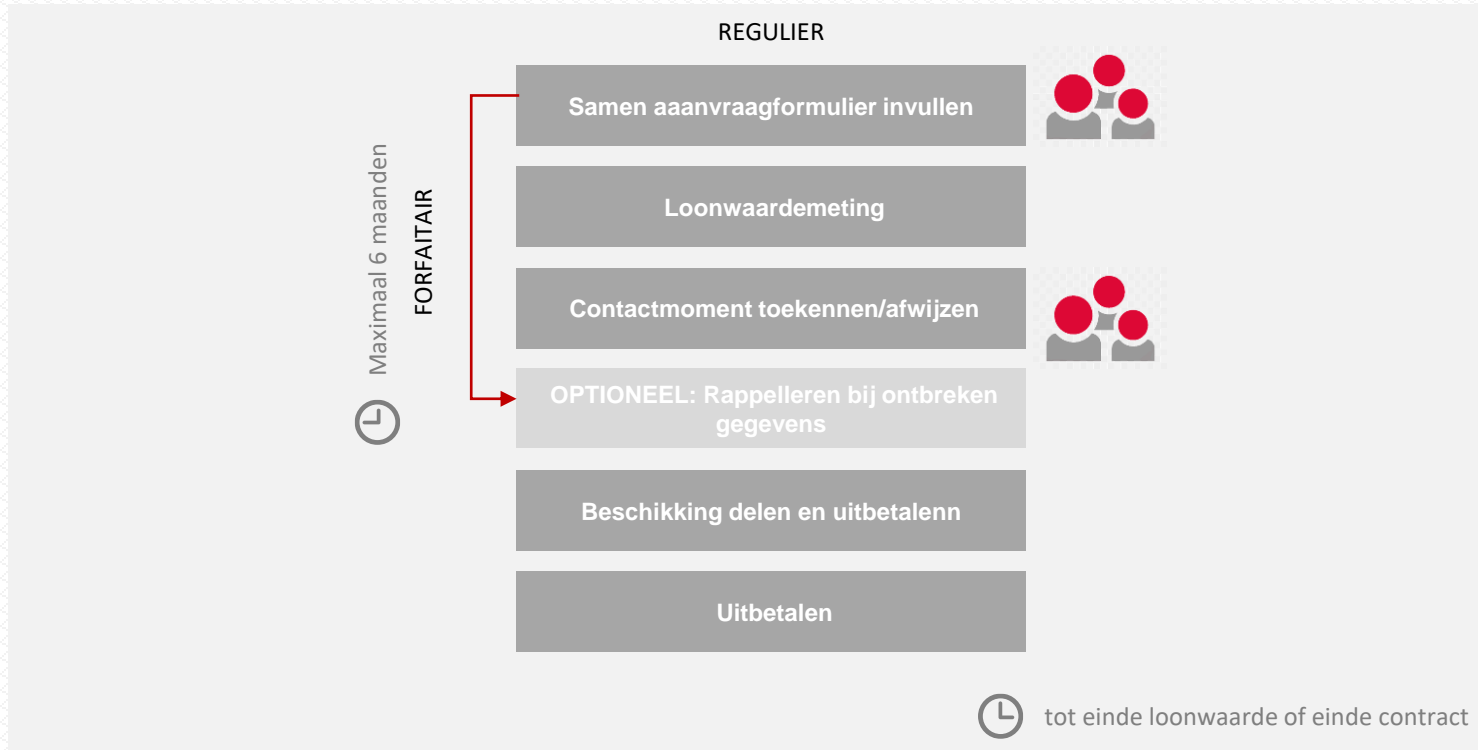 REGULIER
Samen aaanvraagformulier invullen
Loonwaardemeting
Maximaal 6 maanden
FORFAITAIR
Contactmoment toekennen/afwijzen
OPTIONEEL: Rappelleren bij ontbreken
gegevens
Beschikking delen en uitbetalenn
Uitbetalen
tot einde loonwaarde of einde contract